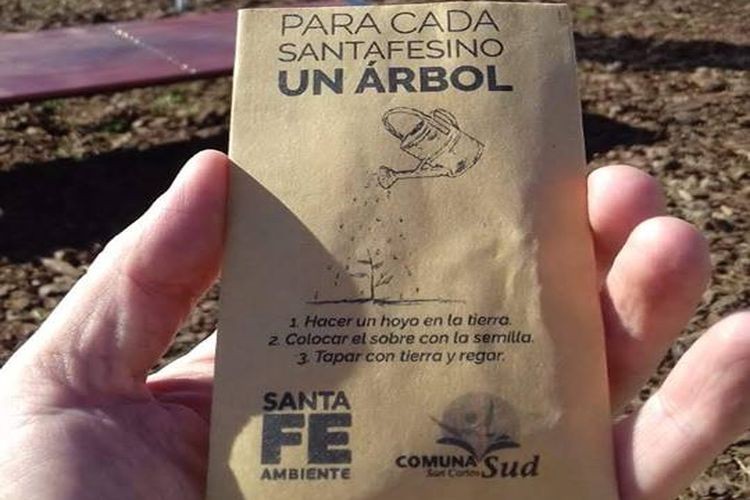 PARA CADA
SANTAFESINO
UN ÁRBOL
1. Hacer un hoyo en la tierra.
2. Colocar el sobre con la semilla.
3. Tapar con tierra y regar.
SANTA
FE
AMBIENTE
COMUNA
San Carlos Sud